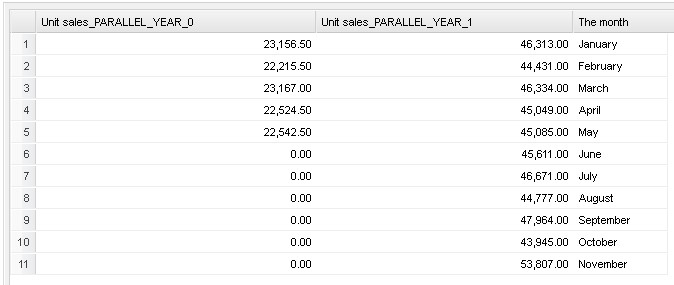 Unit sales_PARALLEL_YEAR_0 Unit sales_PARALLEL_YEAR_1 The month
1 23,156.50 46,313.00 January
2 22,215.50 44,431.00 February
3 23,167.00 46,334.00 March
4 22,524.50 45,049.00 April
5 22,542.50 45,085.00 May
6 0.00 45,611.00 June
7 0.00 46,671.00 July
8 0.00 44,777.00 August
9 0.00 47,964.00 September
10 0.00 43,945.00 October
11 0.00 53,807.00 November